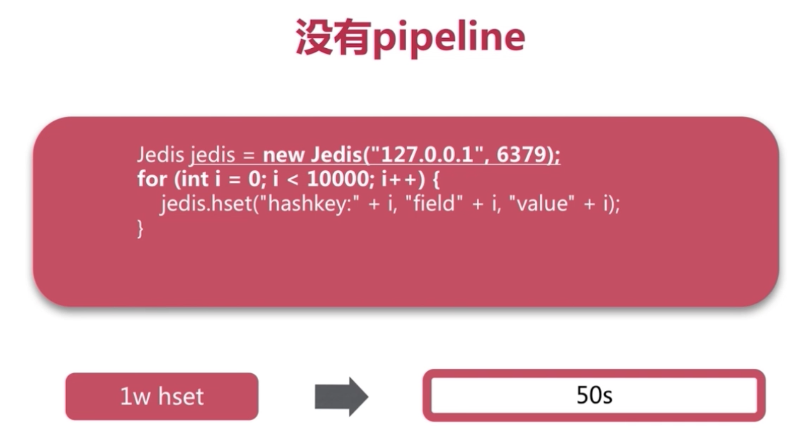 没有pipeline
Jedis jedis = new Jedis("127.0.0.1", 6379);
for (int i = 0; i < 10000; i++) {
jedis.hset("hashkey:" + i, "field" + i, "value" + i);
}
1w hset
50s